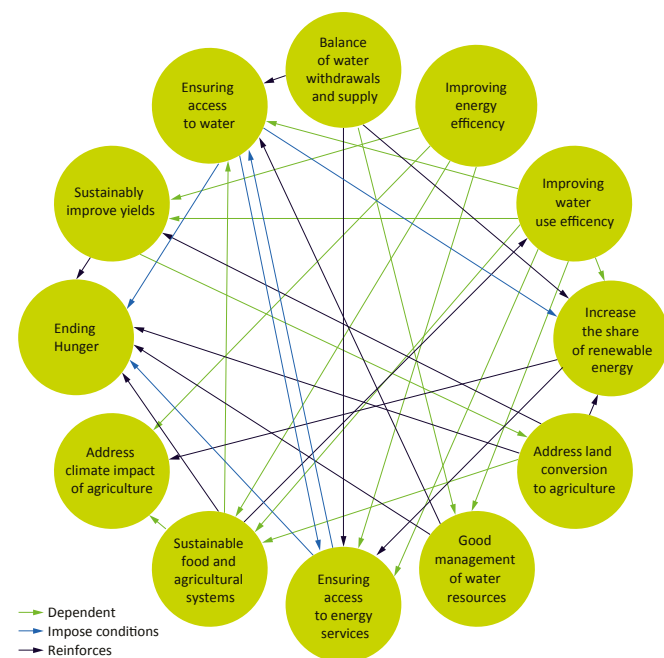 Balance
of water
withdrawals
and supply
Improving
energy
efficency
Improving
water
use efficency
Increase
the share
of renewable
energy
Address land
conversion
to agriculture
Good
management
of water
resources
Ensuring
access
to energy
services
Sustainable
food and
agricultural
systems
Address
climate impact
of agriculture
Ending
Hunger
Sustainably
improve yields
Ensuring
access
to water
Dependent
Impose conditions
Reinforces